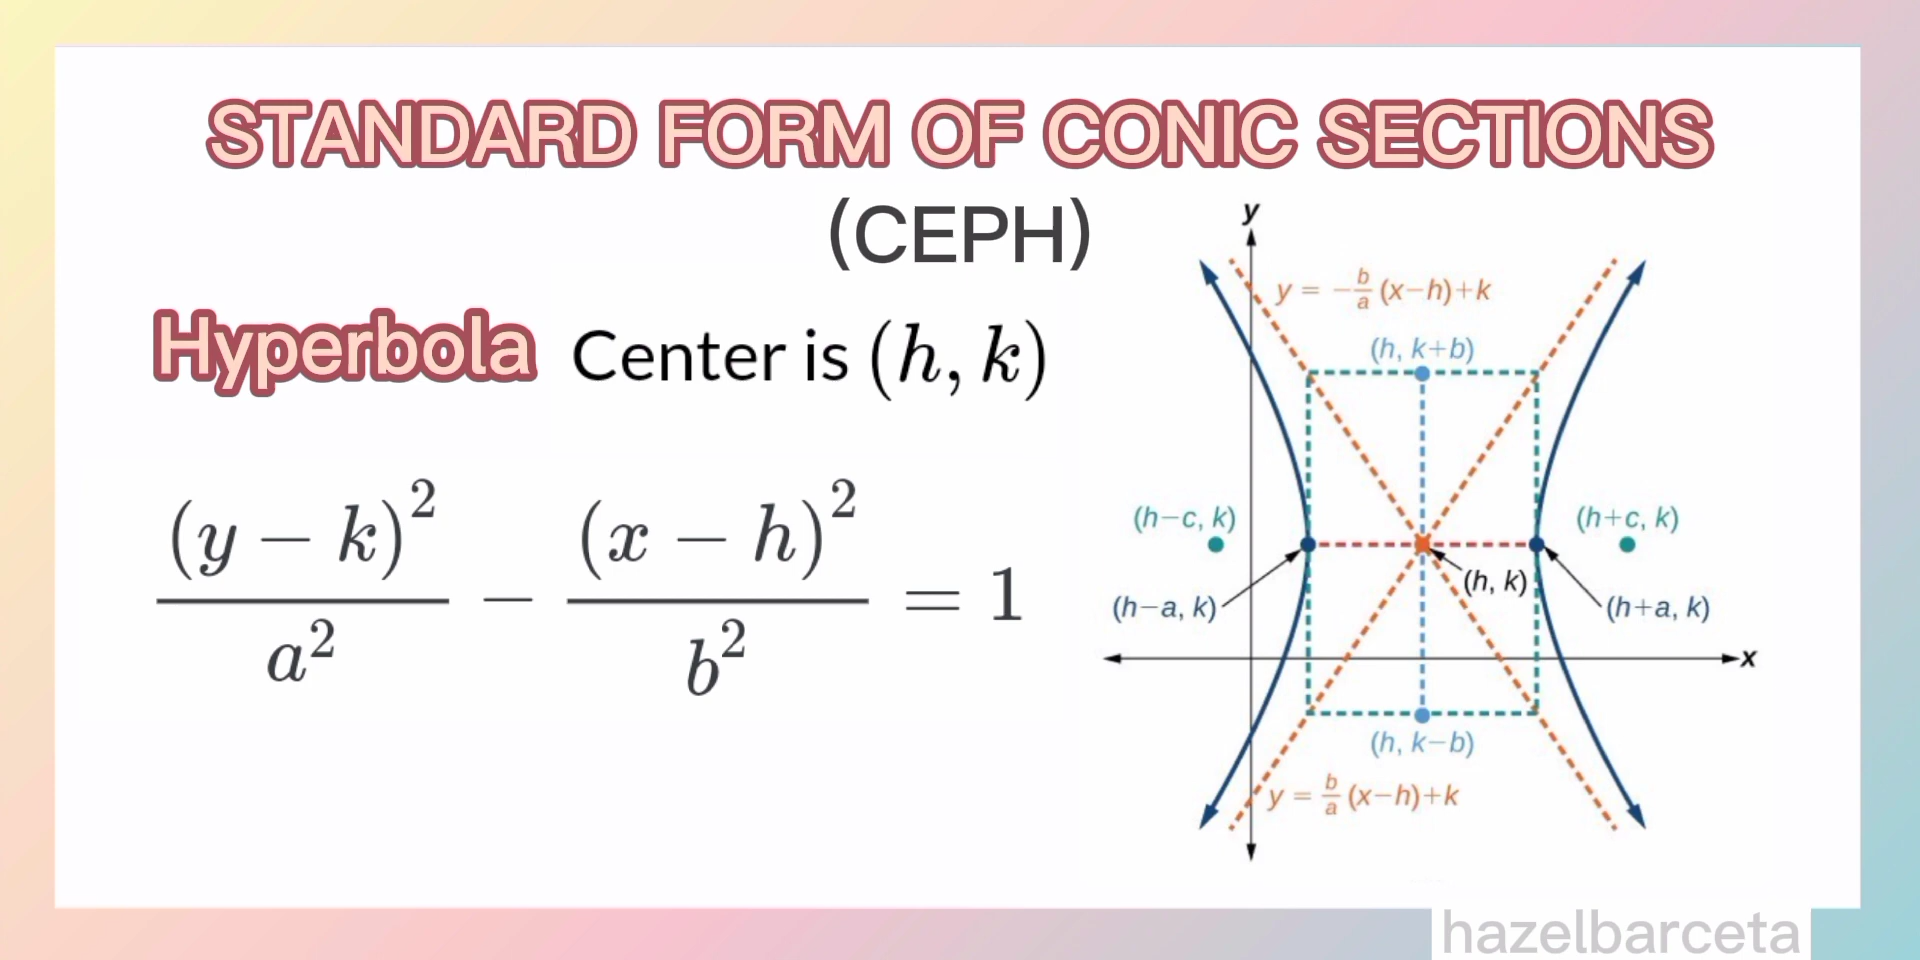 STANDARD FORM OF CONIC SECTIONS
(CEPH)
Hyperbola Center is (h, k)
(y − k)² / a² − (x − h)² / b² = 1
y
y = −b/a (x−h)+k
(h, k+b)
(h−c, k)
(h+c, k)
(h, k)
(h−a, k)
(h+a, k)
x
(h, k−b)
y = b/a (x−h)+k
hazelbarceta